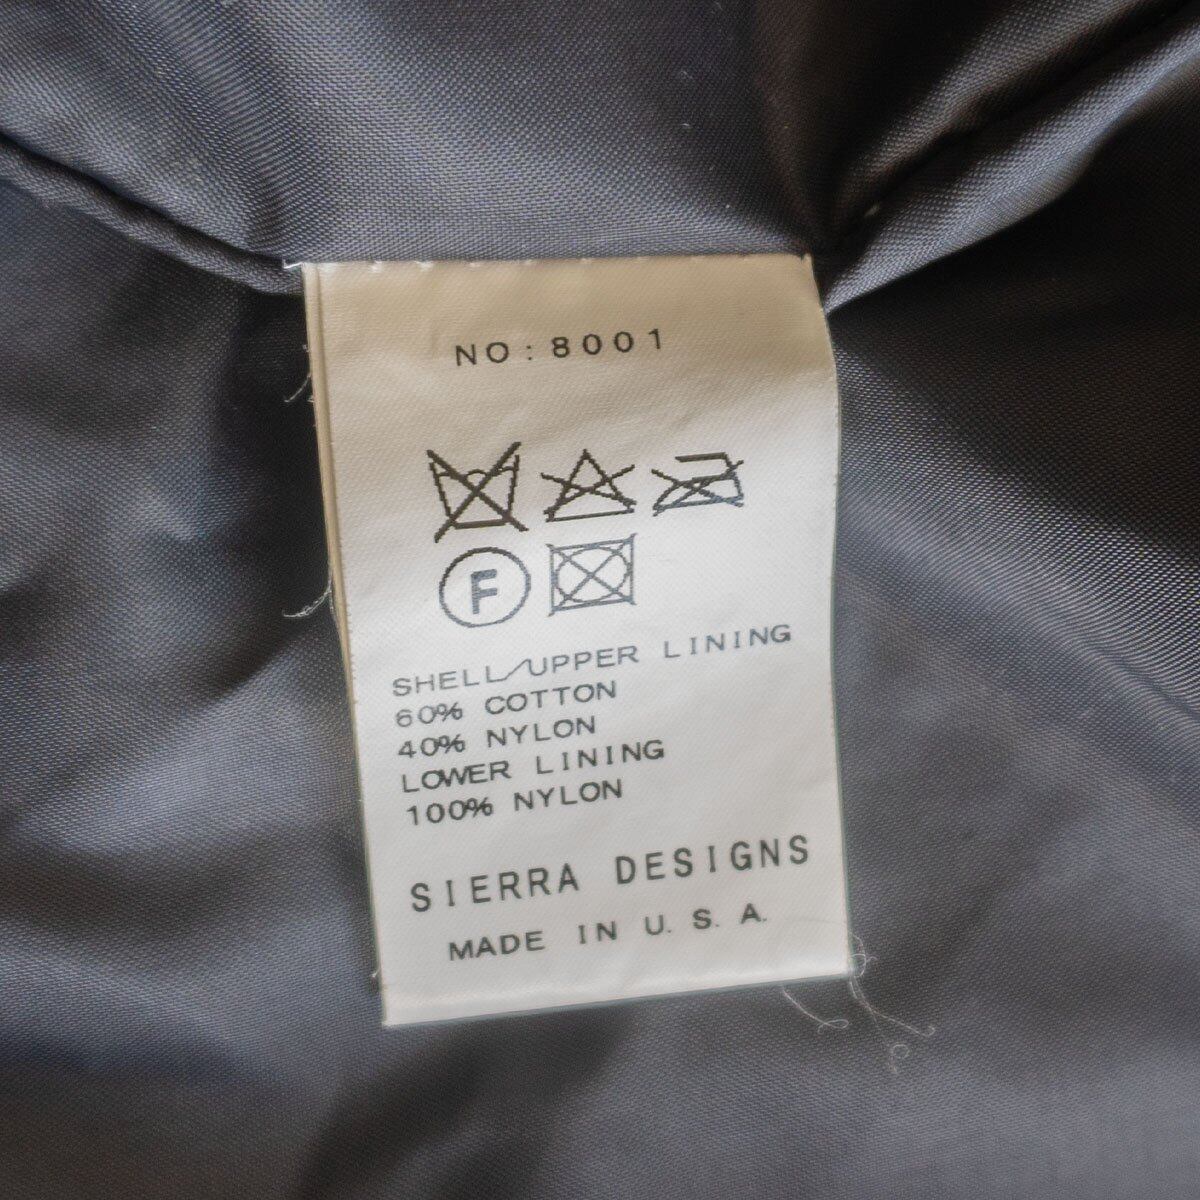 NO:8001
F
SHELL/UPPER LINING
60% COTTON
40% NYLON
LOWER LINING
100% NYLON
SIERRA DESIGNS
MADE IN U.S.A.